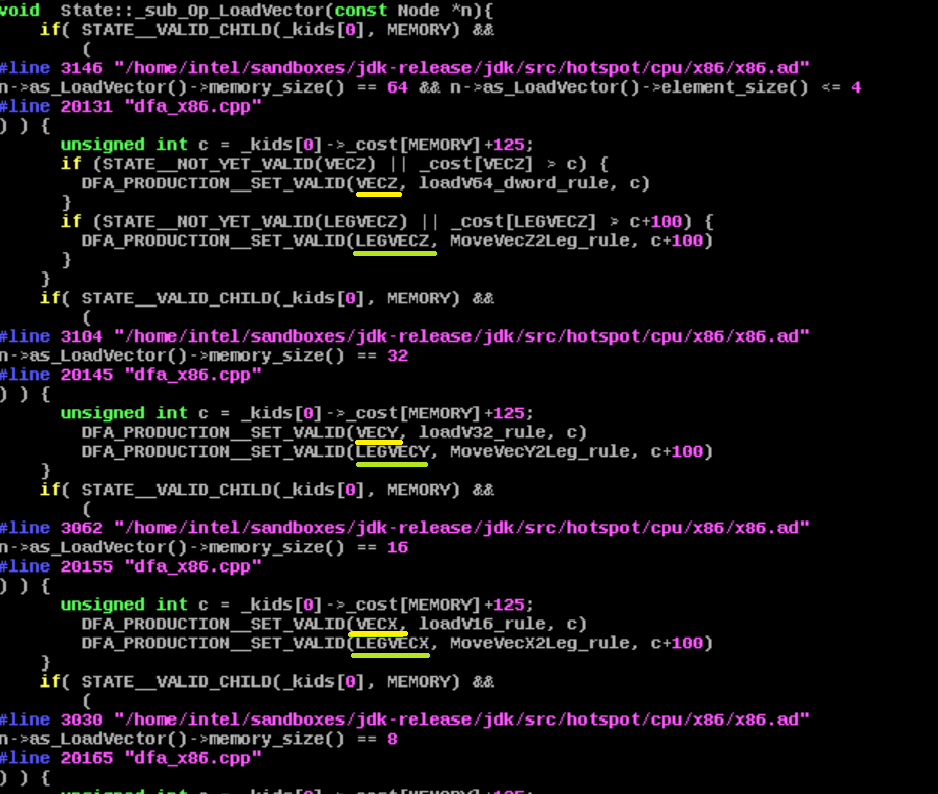 void  State::_sub_Op_LoadVector(const Node *n){
    if( STATE__VALID_CHILD(_kids[0], MEMORY) &&
        (
#line 3146 "/home/intel/sandboxes/jdk-release/jdk/src/hotspot/cpu/x86/x86.ad"
n->as_LoadVector()->memory_size() == 64 && n->as_LoadVector()->element_size() <= 4
#line 20131 "dfa_x86.cpp"
) ) {
      unsigned int c = _kids[0]->_cost[MEMORY]+125;
      if (STATE__NOT_YET_VALID(VECZ) || _cost[VECZ] > c) {
        DFA_PRODUCTION__SET_VALID(VECZ, loadV64_dword_rule, c)
      }
      if (STATE__NOT_YET_VALID(LEGVECZ) || _cost[LEGVECZ] > c+100) {
        DFA_PRODUCTION__SET_VALID(LEGVECZ, MoveVecZ2Leg_rule, c+100)
      }
    }
    if( STATE__VALID_CHILD(_kids[0], MEMORY) &&
        (
#line 3104 "/home/intel/sandboxes/jdk-release/jdk/src/hotspot/cpu/x86/x86.ad"
n->as_LoadVector()->memory_size() == 32
#line 20145 "dfa_x86.cpp"
) ) {
      unsigned int c = _kids[0]->_cost[MEMORY]+125;
        DFA_PRODUCTION__SET_VALID(VECY, loadV32_rule, c)
        DFA_PRODUCTION__SET_VALID(LEGVECY, MoveVecY2Leg_rule, c+100)
    }
    if( STATE__VALID_CHILD(_kids[0], MEMORY) &&
        (
#line 3062 "/home/intel/sandboxes/jdk-release/jdk/src/hotspot/cpu/x86/x86.ad"
n->as_LoadVector()->memory_size() == 16
#line 20155 "dfa_x86.cpp"
) ) {
      unsigned int c = _kids[0]->_cost[MEMORY]+125;
        DFA_PRODUCTION__SET_VALID(VECX, loadV16_rule, c)
        DFA_PRODUCTION__SET_VALID(LEGVECX, MoveVecX2Leg_rule, c+100)
    }
    if( STATE__VALID_CHILD(_kids[0], MEMORY) &&
        (
#line 3030 "/home/intel/sandboxes/jdk-release/jdk/src/hotspot/cpu/x86/x86.ad"
n->as_LoadVector()->memory_size() == 8
#line 20165 "dfa_x86.cpp"
) ) {